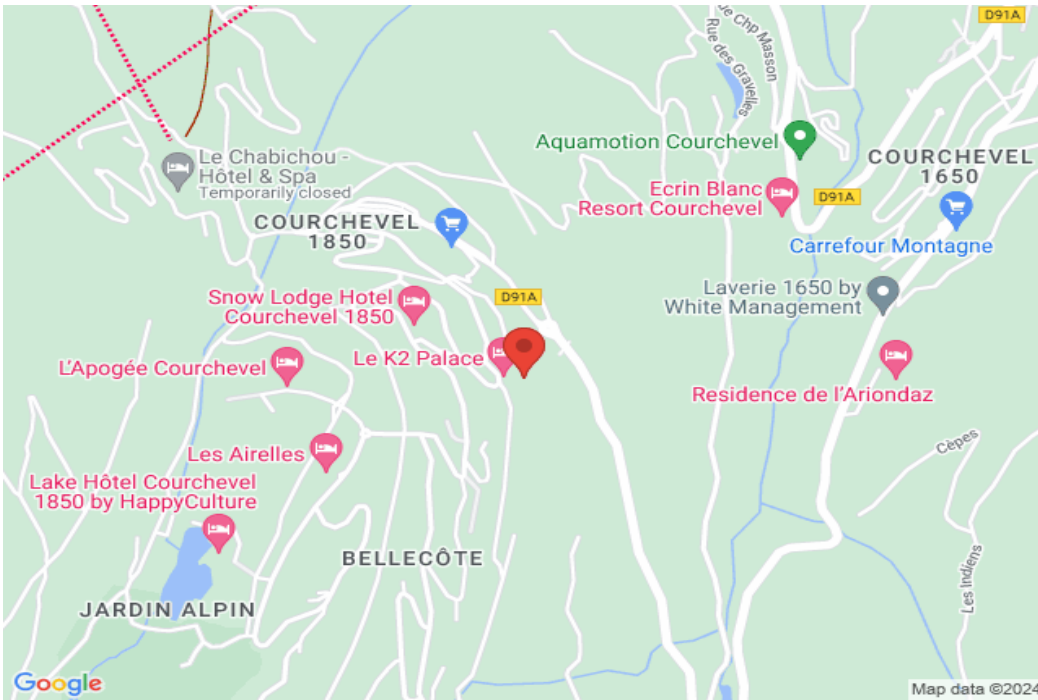 D91A
Rue des Gravelles
de Chp Masson
Aquamotion Courchevel
COURCHEVEL
1650
Le Chabichou -
Hôtel & Spa
Temporarily closed
Ecrin Blanc
Resort Courchevel
D91A
COURCHEVEL
1850
Carrefour Montagne
Laverie 1650 by
White Management
Snow Lodge Hotel
Courchevel 1850
D91A
Le K2 Palace
L'Apogée Courchevel
Residence de l'Ariondaz
Cèpes
Les Airelles
Lake Hôtel Courchevel
1850 by HappyCulture
BELLECÔTE
Les Indiens
JARDIN ALPIN
Google
Map data ©2024